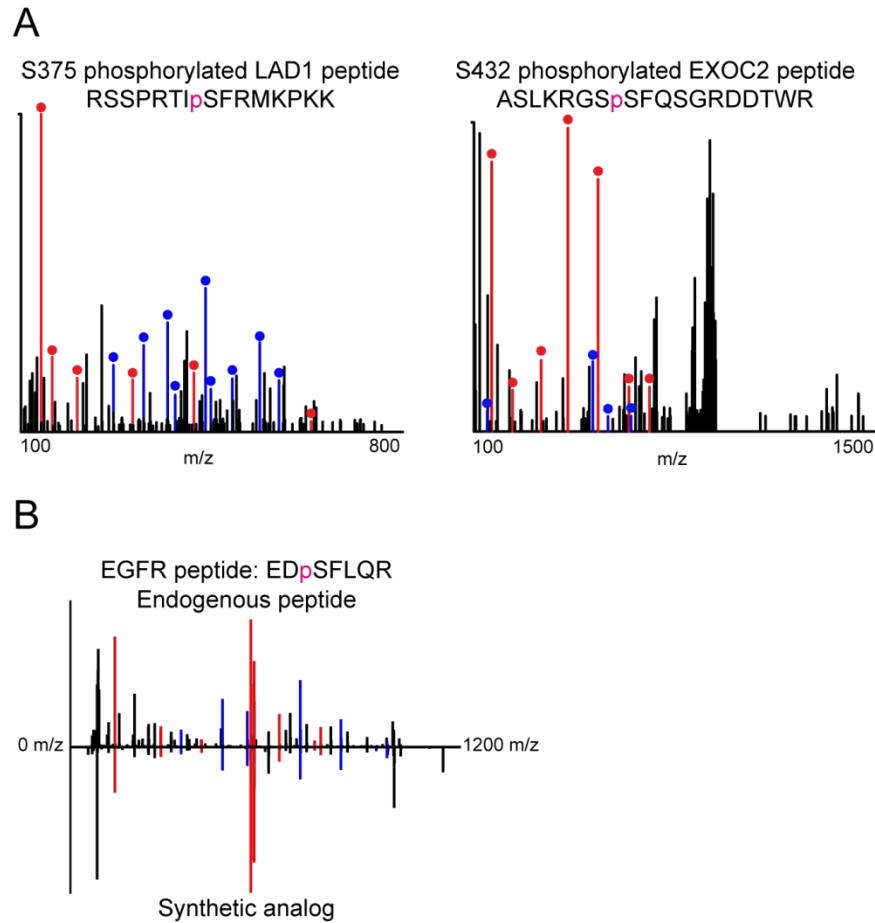 A
S375 phosphorylated LAD1 peptide
RSSPRTIpSFRMKPKK
100
800
m/z
S432 phosphorylated EXOC2 peptide
ASLKRGSpSFQSGRDDTWR
100
1500
m/z
B
EGFR peptide: EDpSFLQR
Endogenous peptide
0 m/z
1200 m/z
Synthetic analog